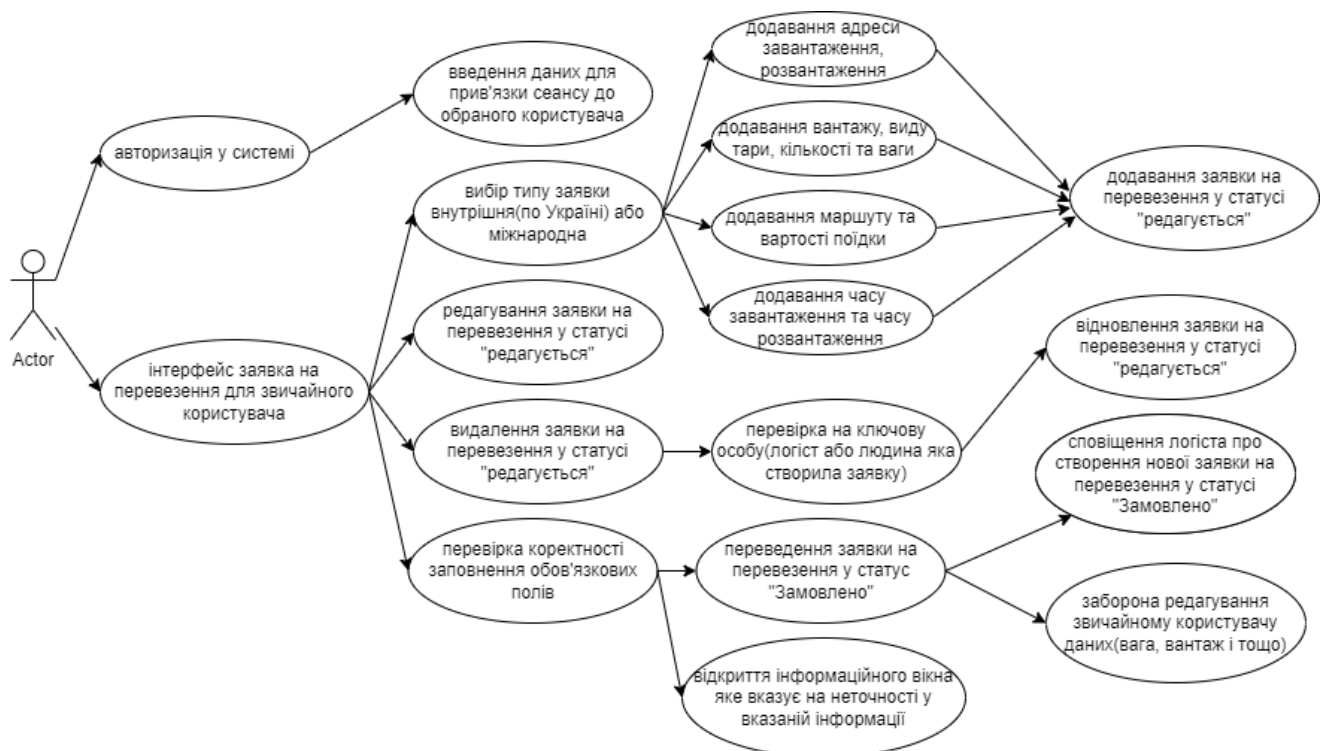 додавання адреси
завантаження,
розвантаження
введення даних для
прив'язки сеансу до
обраного користувача
авторизація у системі
додавання вантажу, виду
тари, кількості та ваги
вибір типу заявки
внутрішня(по Україні) або
міжнародна
додавання заявки на
перевезення у статусі
"редагується"
додавання маршуту та
вартості поїдки
додавання часу
завантаження та часу
розвантаження
Actor
редагування заявки на
перевезення у статусі
"редагується"
відновлення заявки на
перевезення у статусі
"редагується"
інтерфейс заявка на
перевезення для звичайного
користувача
видалення заявки на
перевезення у статусі
"редагується"
перевірка на ключову
особу(логіст або людина яка
створила заявку)
сповіщення логіста про
створення нової заявки на
перевезення у статусі
"Замовлено"
перевірка коректності
заповнення обов'язкових
полів
переведення заявки на
перевезення у статус
"Замовлено"
заборона редагування
звичайному користувачу
даних(вага, вантаж і тощо)
відкриття інформаційного вікна
яке вказує на неточності у
вказаній інформації